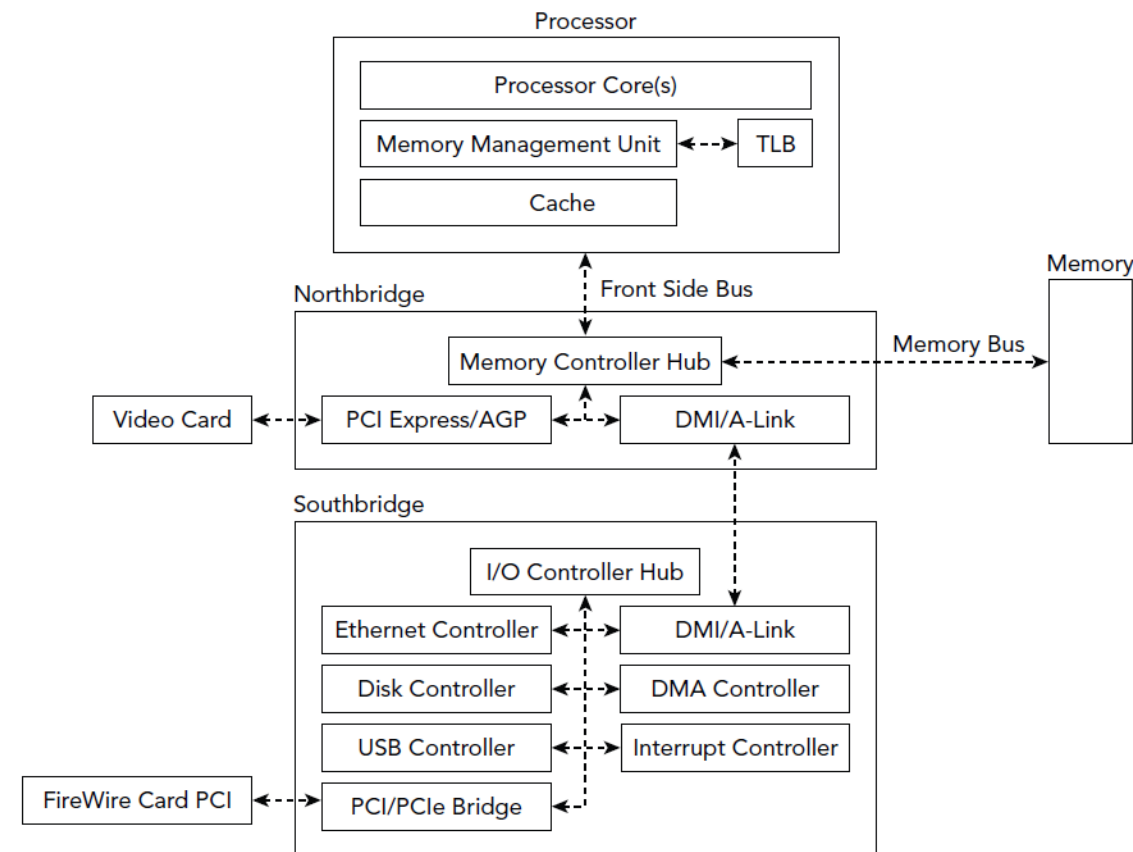 Processor
Processor Core(s)
Memory Management Unit
TLB
Cache
Front Side Bus
Memory
Northbridge
Memory Controller Hub
Memory Bus
Video Card
PCI Express/AGP
DMI/A-Link
Southbridge
I/O Controller Hub
Ethernet Controller
DMI/A-Link
Disk Controller
DMA Controller
USB Controller
Interrupt Controller
FireWire Card PCI
PCI/PCIe Bridge